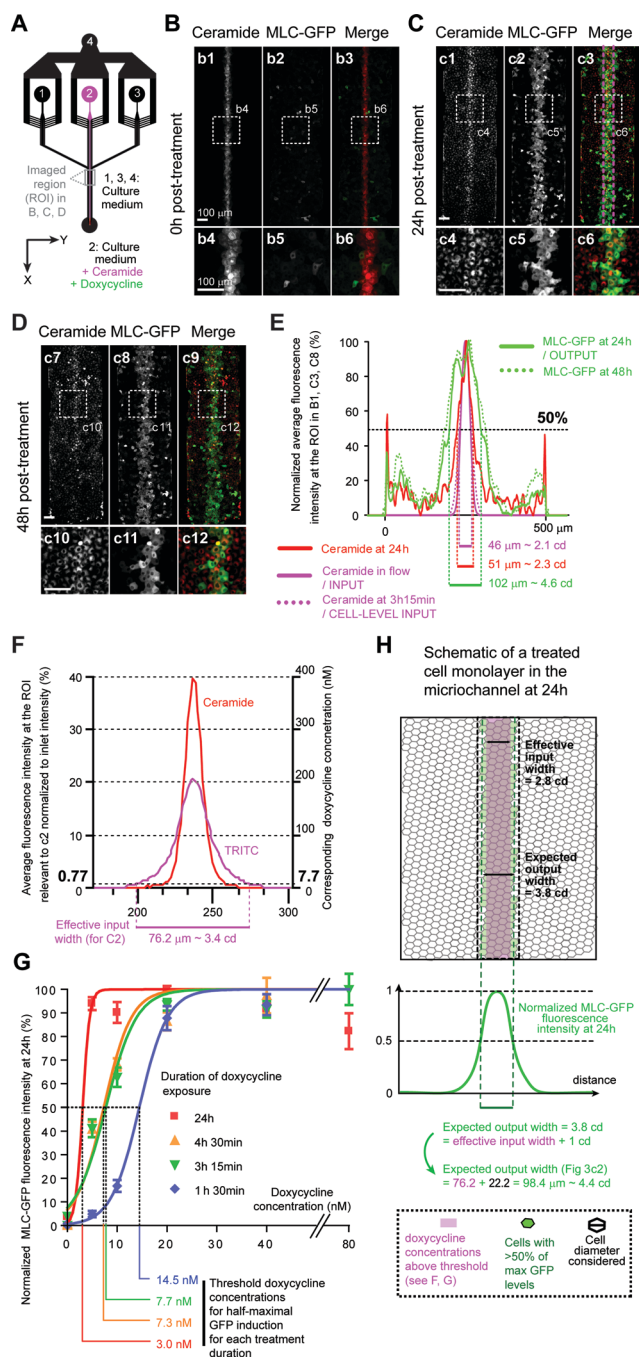 A
4
1
2
3
Imaged
region (ROI) in
B, C, D
1, 3, 4:
Culture
medium
Y
X
2: Culture
medium
+ Ceramide
+ Doxycycline
B
Ceramide MLC-GFP Merge
0h post-treatment
b1 b2 b3
b4 b5 b6
100 μm
b4 b5 b6
100 μm
C
Ceramide MLC-GFP Merge
24h post-treatment
c1 c2 c3
c4 c5 c6
c4 c5 c6
D
Ceramide MLC-GFP Merge
48h post-treatment
c7 c8 c9
c10 c11 c12
c10 c11 c12
E
Normalized average fluorescence
intensity at the ROI in B1, C3, C8 (%)
100
80
60
40
20
0
MLC-GFP at 24h
/ OUTPUT
MLC-GFP at 48h
50%
0 500 μm
Ceramide at 24h
Ceramide in flow
/ INPUT
Ceramide at 3h15min
/ CELL-LEVEL INPUT
46 μm ~ 2.1 cd
51 μm ~ 2.3 cd
102 μm ~ 4.6 cd
F
Average fluorescence intensity at the ROI
relevant to c2 normalized to inlet intensity (%)
40
30
20
10
0.77
0
Ceramide
TRITC
400
300
200
100
7.7
0
Corresponding doxycycline concnetration (nM)
200 250 300
Effective input
width (for C2)
76.2 μm ~ 3.4 cd
G
Normalized MLC-GFP fluorescence intensity at 24h (%)
100
90
80
70
60
50
40
30
20
10
0
Duration of doxycycline
exposure
24h
4h 30min
3h 15min
1 h 30min
Doxycycline
concentration (nM)
0 10 20 40 80
14.5 nM
7.7 nM
7.3 nM
3.0 nM
Threshold doxycycline
concentrations
for half-maximal
GFP induction
for each treatment
duration
H
Schematic of a treated
cell monolayer in the
micriochannel at 24h
Effective
input
width
= 2.8 cd
Expected
output
width
= 3.8 cd
1
0.5
Normalized MLC-GFP
fluorescence
intensity at 24h
distance
Expected output width = 3.8 cd
= effective input width + 1 cd
Expected output width (Fig 3c2)
= 76.2 + 22.2 = 98.4 μm ~ 4.4 cd
doxycycline
concentrations
above threshold
(see F, G)
Cells with
>50% of
max GFP
levels
Cell
diameter
considered